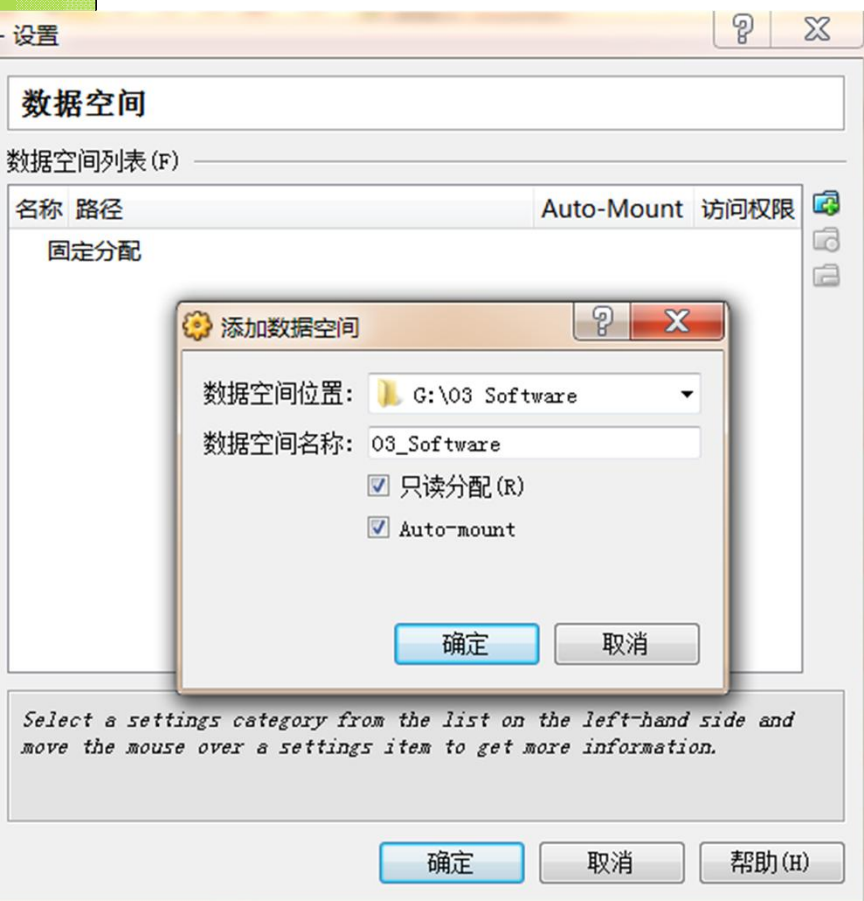 - 设置
数据空间
数据空间列表(F)
名称 路径 Auto-Mount 访问权限
固定分配
添加数据空间
数据空间位置: G:\03 Software
数据空间名称: 03_Software
只读分配(R)
Auto-mount
确定 取消
Select a settings category from the list on the left-hand side and
move the mouse over a settings item to get more information.
确定 取消 帮助(H)